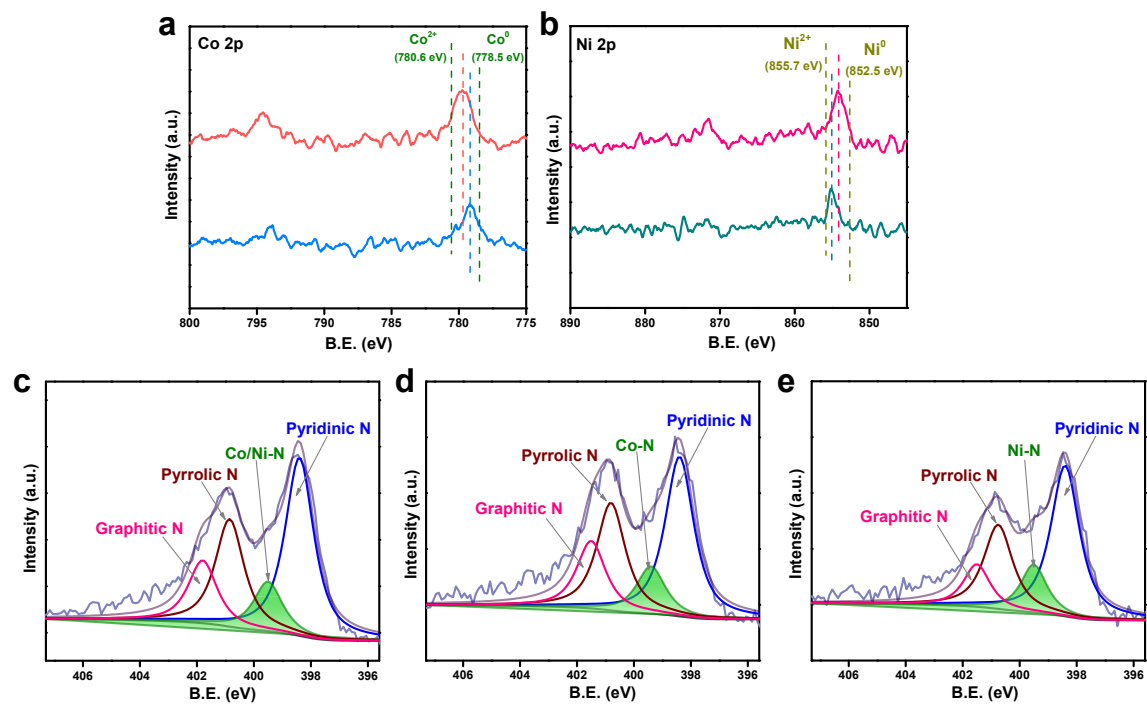 a
Co 2p
Co2+
(780.6 eV)
Co0
(778.5 eV)
Intensity (a.u.)
800 795 790 785 780 775
B.E. (eV)
b
Ni 2p
Ni2+
(855.7 eV)
Ni0
(852.5 eV)
Intensity (a.u.)
890 880 870 860 850
B.E. (eV)
c
Pyridinic N
Co/Ni-N
Pyrrolic N
Graphitic N
Intensity (a.u.)
406 404 402 400 398 396
B.E. (eV)
d
Pyridinic N
Co-N
Pyrrolic N
Graphitic N
Intensity (a.u.)
406 404 402 400 398 396
B.E. (eV)
e
Pyridinic N
Ni-N
Pyrrolic N
Graphitic N
Intensity (a.u.)
406 404 402 400 398 396
B.E. (eV)